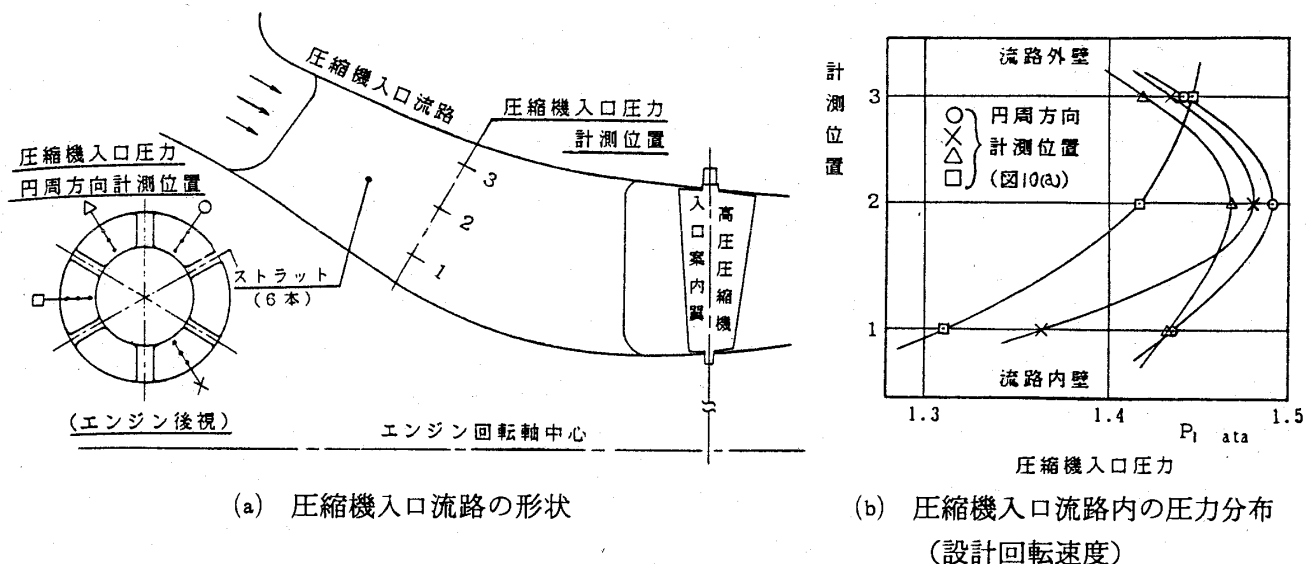 圧縮機入口流路
圧縮機入口圧力
計測位置
圧縮機入口圧力
円周方向計測位置
3
2
1
ストラット
(6本)
入口案内翼
高圧圧縮機
(エンジン後視)
エンジン回転軸中心
(a) 圧縮機入口流路の形状
計測位置
流路外壁
3
円周方向
計測位置
(図10(a))
2
1
流路内壁
1.3
1.4
1.5
P₁ ata
圧縮機入口圧力
(b) 圧縮機入口流路内の圧力分布
(設計回転速度)